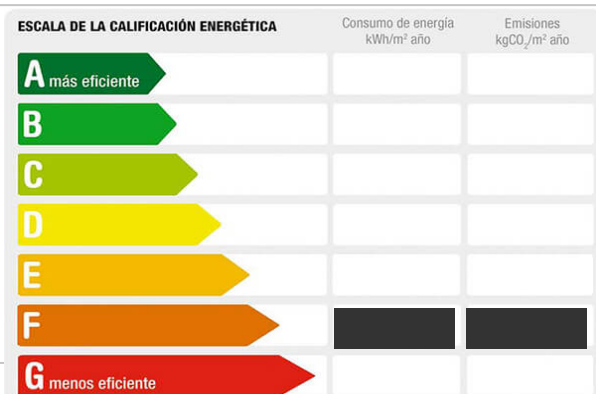 ESCALA DE LA CALIFICACIÓN ENERGÉTICA
Consumo de energía
kWh/m² año
Emisiones
kgCO₂/m² año
A más eficiente
B
C
D
E
F
G menos eficiente